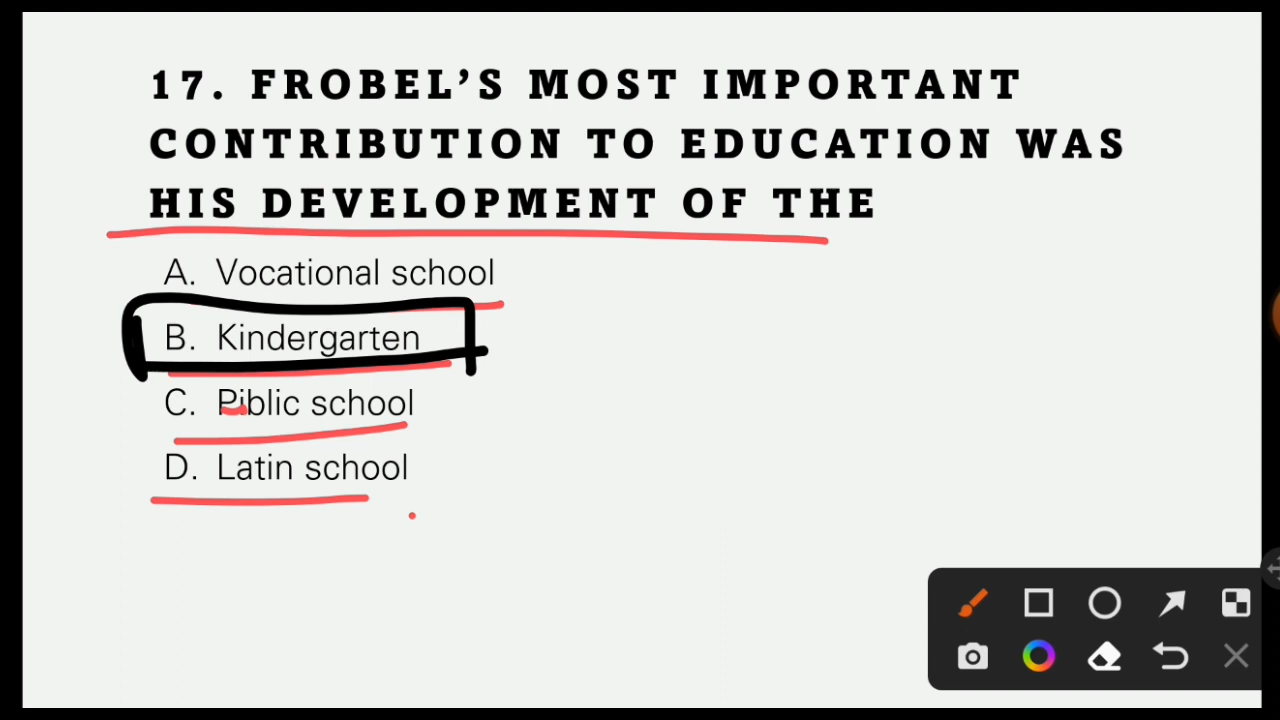 17. FROBEL'S MOST IMPORTANT
CONTRIBUTION TO EDUCATION WAS
HIS DEVELOPMENT OF THE
A. Vocational school
B. Kindergarten
C. Piblic school
D. Latin school